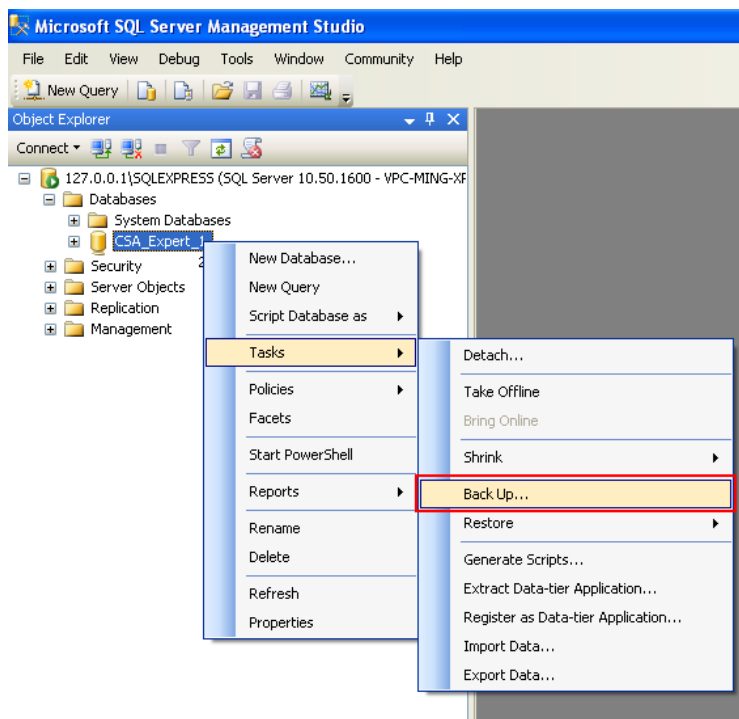 Microsoft SQL Server Management Studio
File Edit View Debug Tools Window Community Help
New Query
Object Explorer
Connect
127.0.0.1\SQLEXPRESS (SQL Server 10.50.1600 - VPC-MING-XP
Databases
System Databases
CSA_Expert_1
Security
Server Objects
Replication
Management
New Database...
New Query
Script Database as
Tasks
Policies
Facets
Start PowerShell
Reports
Rename
Delete
Refresh
Properties
Detach...
Take Offline
Bring Online
Shrink
Back Up...
Restore
Generate Scripts...
Extract Data-tier Application...
Register as Data-tier Application...
Import Data...
Export Data...